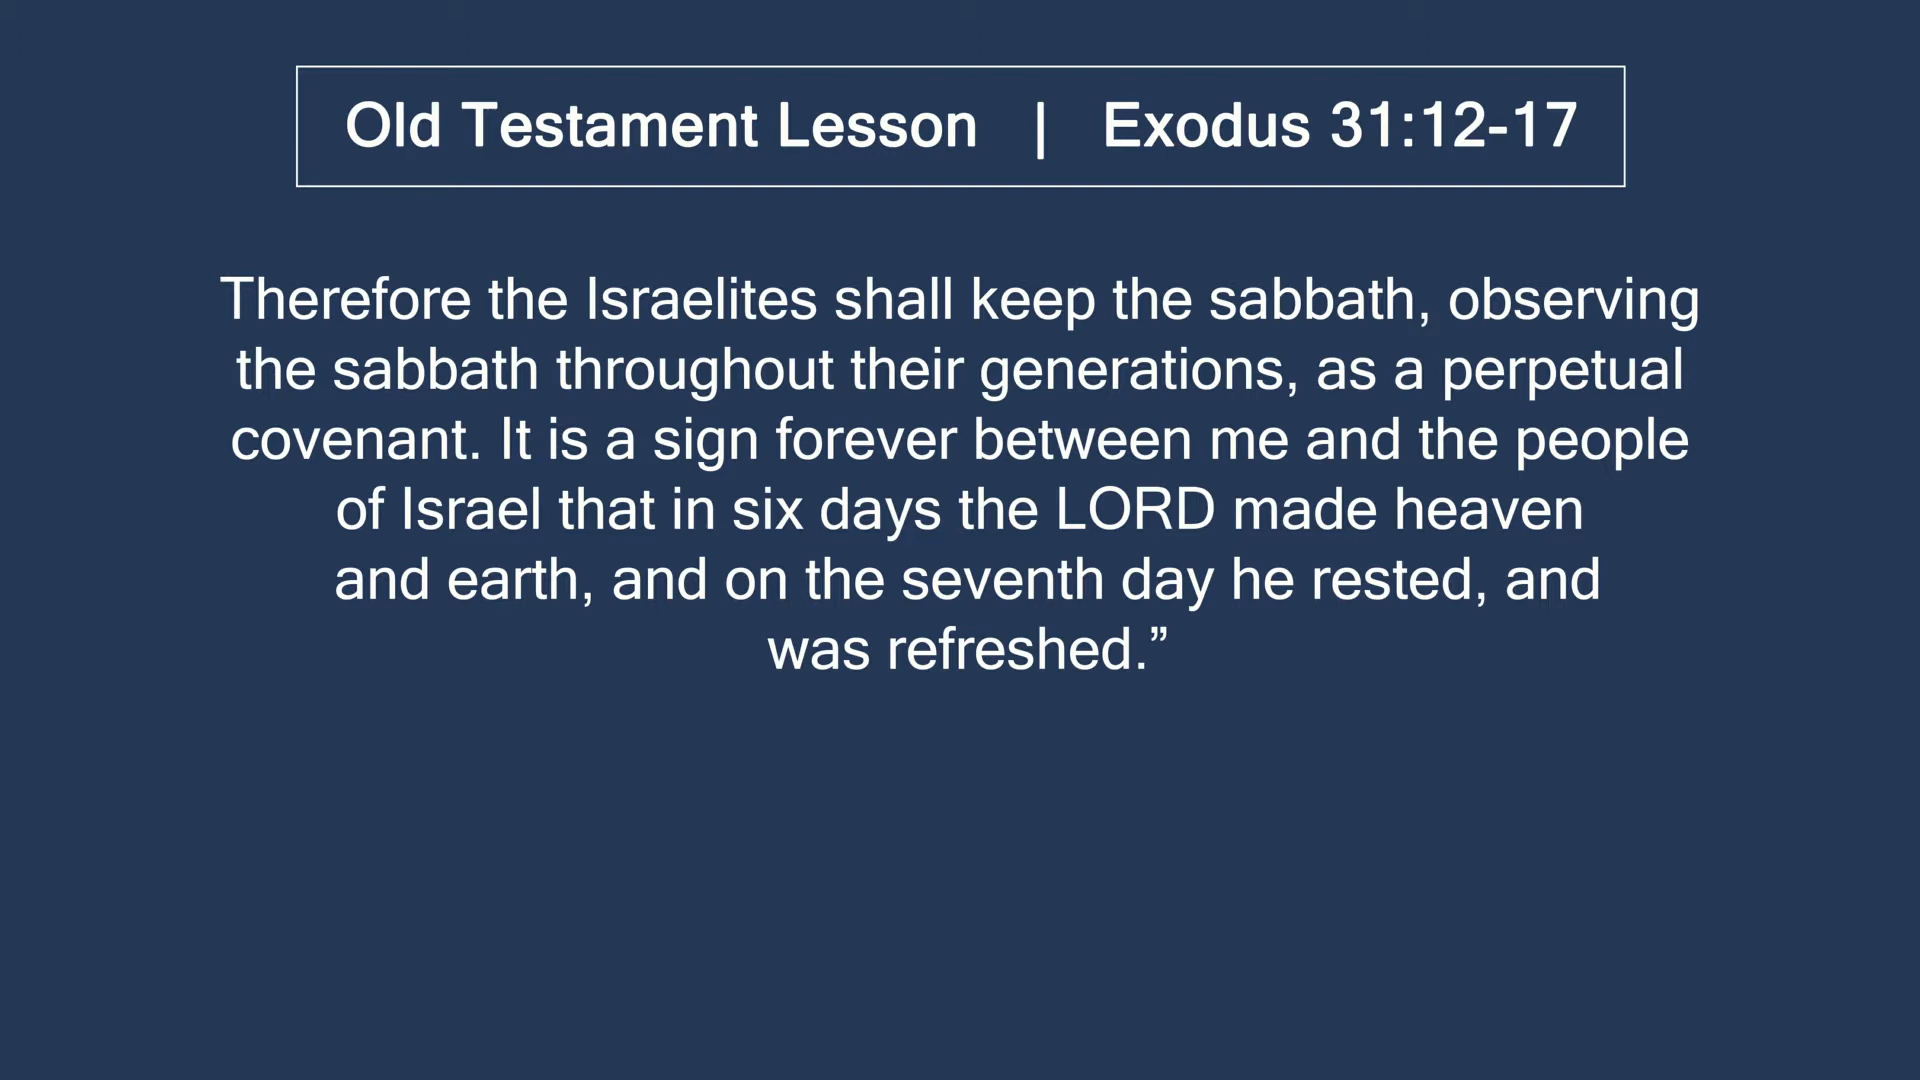 Old Testament Lesson | Exodus 31:12-17
Therefore the Israelites shall keep the sabbath, observing
the sabbath throughout their generations, as a perpetual
covenant. It is a sign forever between me and the people
of Israel that in six days the LORD made heaven
and earth, and on the seventh day he rested, and
was refreshed.”